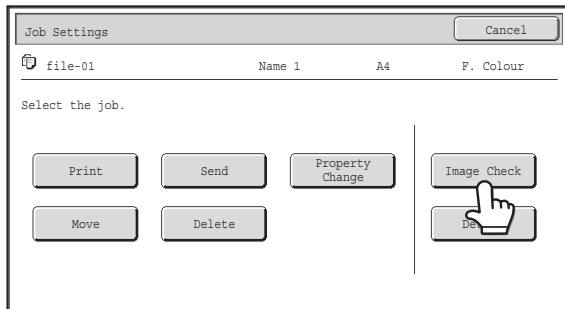 Job Settings Cancel
file-01 Name 1 A4 F. Colour
Select the job.
Print Send Property Change Image Check
Move Delete